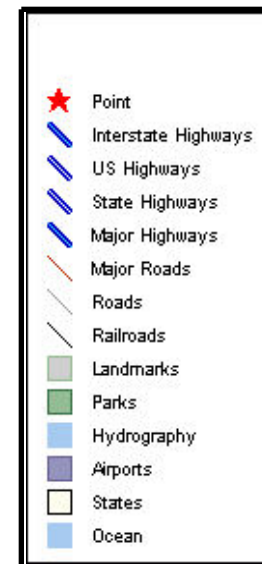 Point
Interstate Highways
US Highways
State Highways
Major Highways
Major Roads
Roads
Railroads
Landmarks
Parks
Hydrography
Airports
States
Ocean